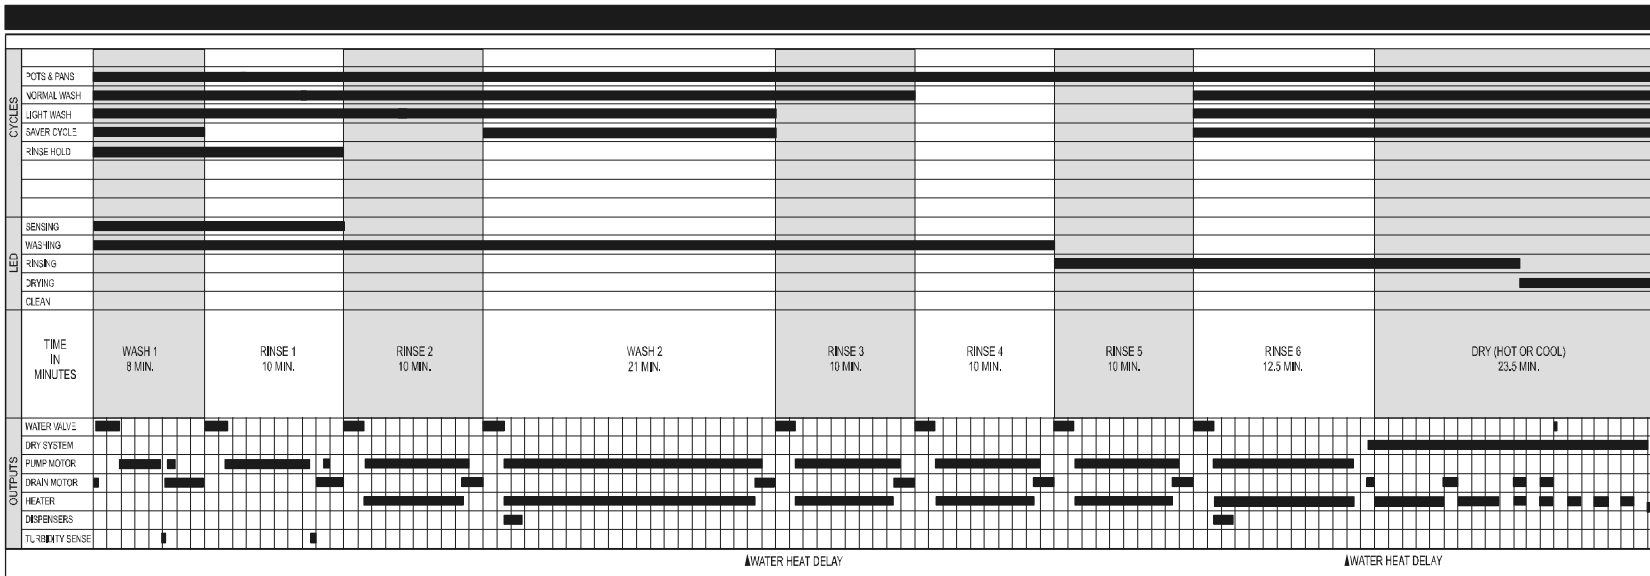 CYCLES
POTS & PANS
NORMAL WASH
LIGHT WASH
SAVER CYCLE
RINSE HOLD
LED
SENSING
WASHING
RINSING
DRYING
CLEAN
TIME
IN
MINUTES
WASH 1
8 MIN.
RINSE 1
10 MIN.
RINSE 2
10 MIN.
WASH 2
21 MIN.
RINSE 3
10 MIN.
RINSE 4
10 MIN.
RINSE 5
10 MIN.
RINSE 6
12.5 MIN.
DRY (HOT OR COOL)
23.5 MIN.
OUTPUTS
WATER VALVE
DRY SYSTEM
PUMP MOTOR
DRAIN MOTOR
HEATER
DISPENSERS
TURBIDITY SENSE
▲WATER HEAT DELAY
▲WATER HEAT DELAY